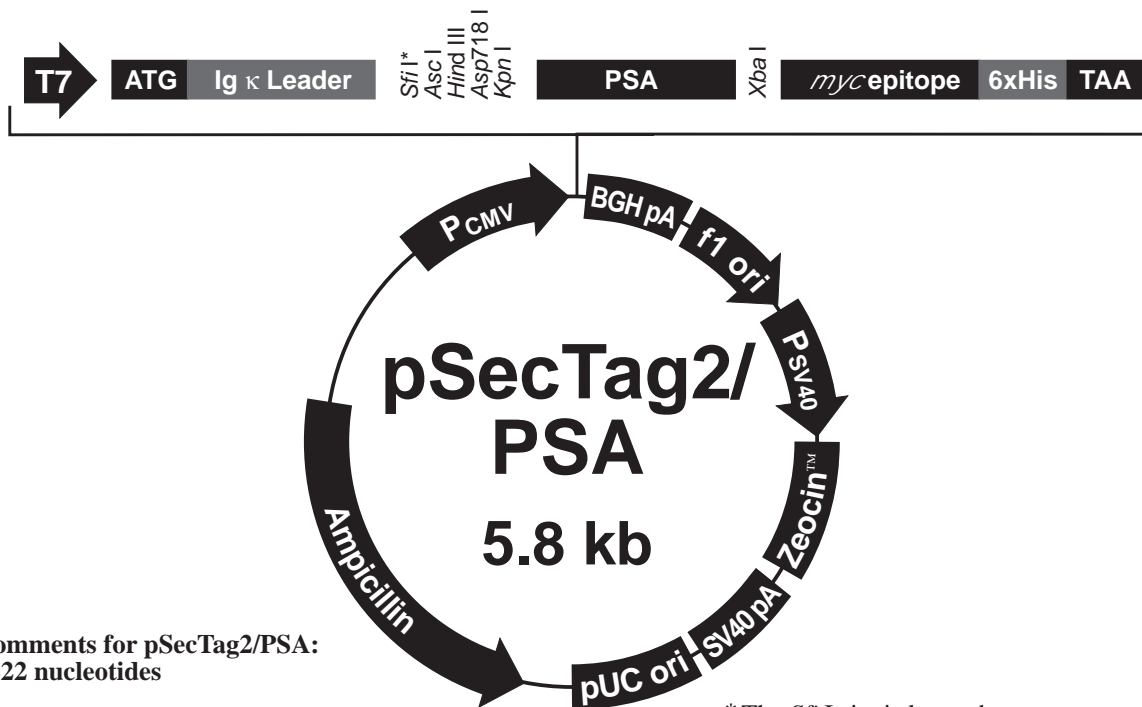 T7 ATG Ig κ Leader Sfi I* Asc I Hind III Asp718 I Kpn I PSA Xba I myc epitope 6xHis TAA
PCMV
BGH pA
f1 ori
PSV40
Zeocin™
SV40 pA
pUC ori
Ampicillin
pSecTag2/
PSA
5.8 kb
omments for pSecTag2/PSA:
22 nucleotides